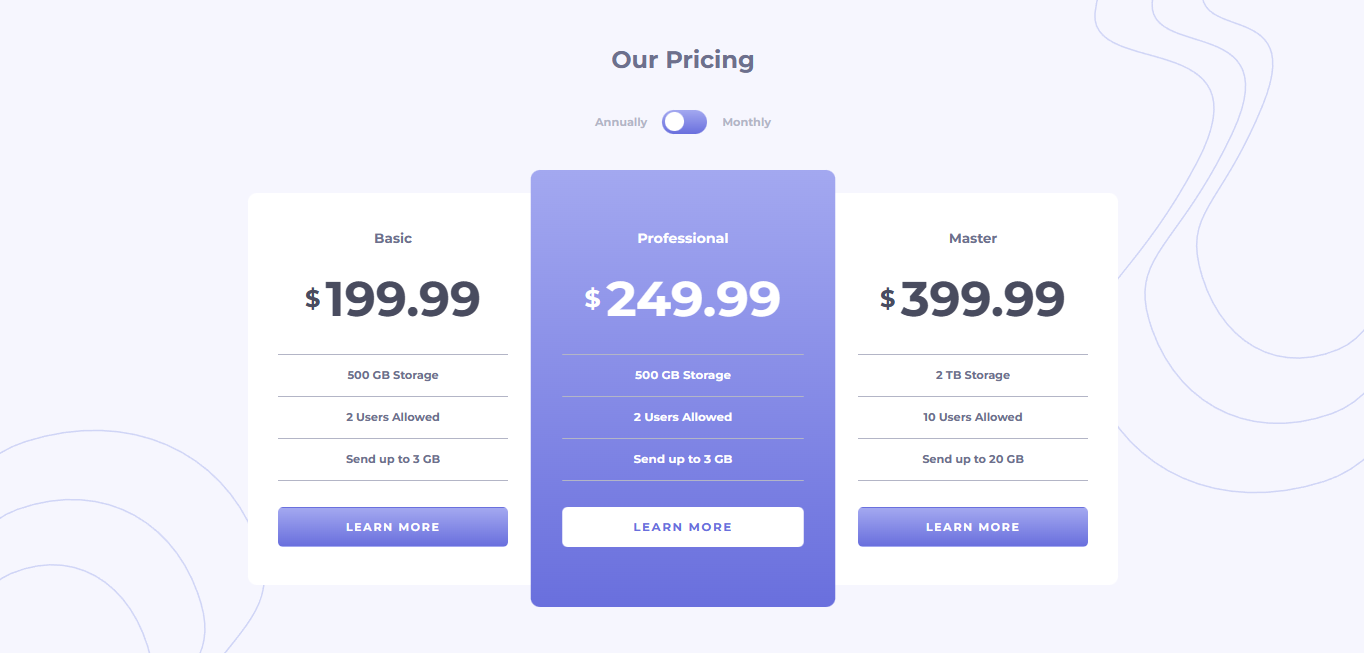 Our Pricing
Annually Monthly
Basic
$199.99
500 GB Storage
2 Users Allowed
Send up to 3 GB
LEARN MORE
Professional
$249.99
500 GB Storage
2 Users Allowed
Send up to 3 GB
LEARN MORE
Master
$399.99
2 TB Storage
10 Users Allowed
Send up to 20 GB
LEARN MORE